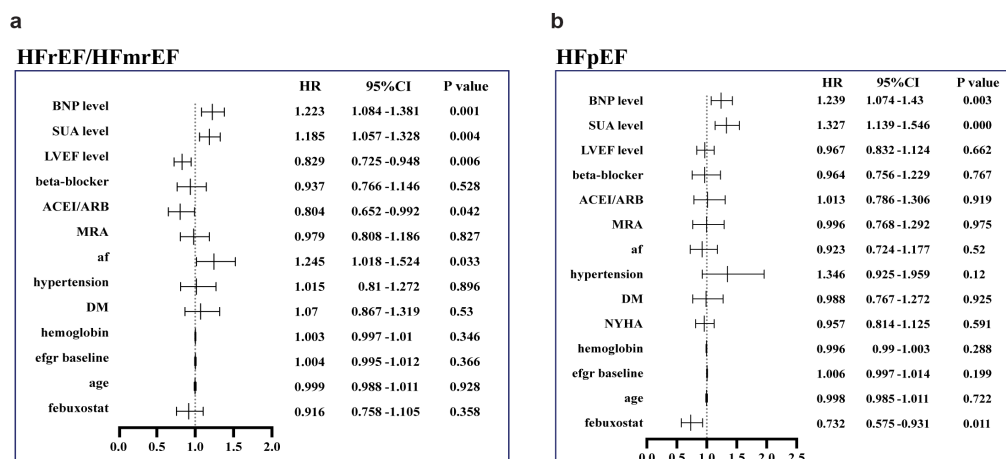 a
HFrEF/HFmrEF
HR 95%CI P value
BNP level 1.223 1.084 -1.381 0.001
SUA level 1.185 1.057 -1.328 0.004
LVEF level 0.829 0.725 -0.948 0.006
beta-blocker 0.937 0.766 -1.146 0.528
ACEI/ARB 0.804 0.652 -0.992 0.042
MRA 0.979 0.808 -1.186 0.827
af 1.245 1.018 -1.524 0.033
hypertension 1.015 0.81 -1.272 0.896
DM 1.07 0.867 -1.319 0.53
hemoglobin 1.003 0.997 -1.01 0.346
efgr baseline 1.004 0.995 -1.012 0.366
age 0.999 0.988 -1.011 0.928
febuxostat 0.916 0.758 -1.105 0.358
0.0 0.5 1.0 1.5 2.0
b
HFpEF
HR 95%CI P value
BNP level 1.239 1.074 -1.43 0.003
SUA level 1.327 1.139 -1.546 0.000
LVEF level 0.967 0.832 -1.124 0.662
beta-blocker 0.964 0.756 -1.229 0.767
ACEI/ARB 1.013 0.786 -1.306 0.919
MRA 0.996 0.768 -1.292 0.975
af 0.923 0.724 -1.177 0.52
hypertension 1.346 0.925 -1.959 0.12
DM 0.988 0.767 -1.272 0.925
NYHA 0.957 0.814 -1.125 0.591
hemoglobin 0.996 0.99 -1.003 0.288
efgr baseline 1.006 0.997 -1.014 0.199
age 0.998 0.985 -1.011 0.722
febuxostat 0.732 0.575 -0.931 0.011
0.0 0.5 1.0 1.5 2.0 2.5